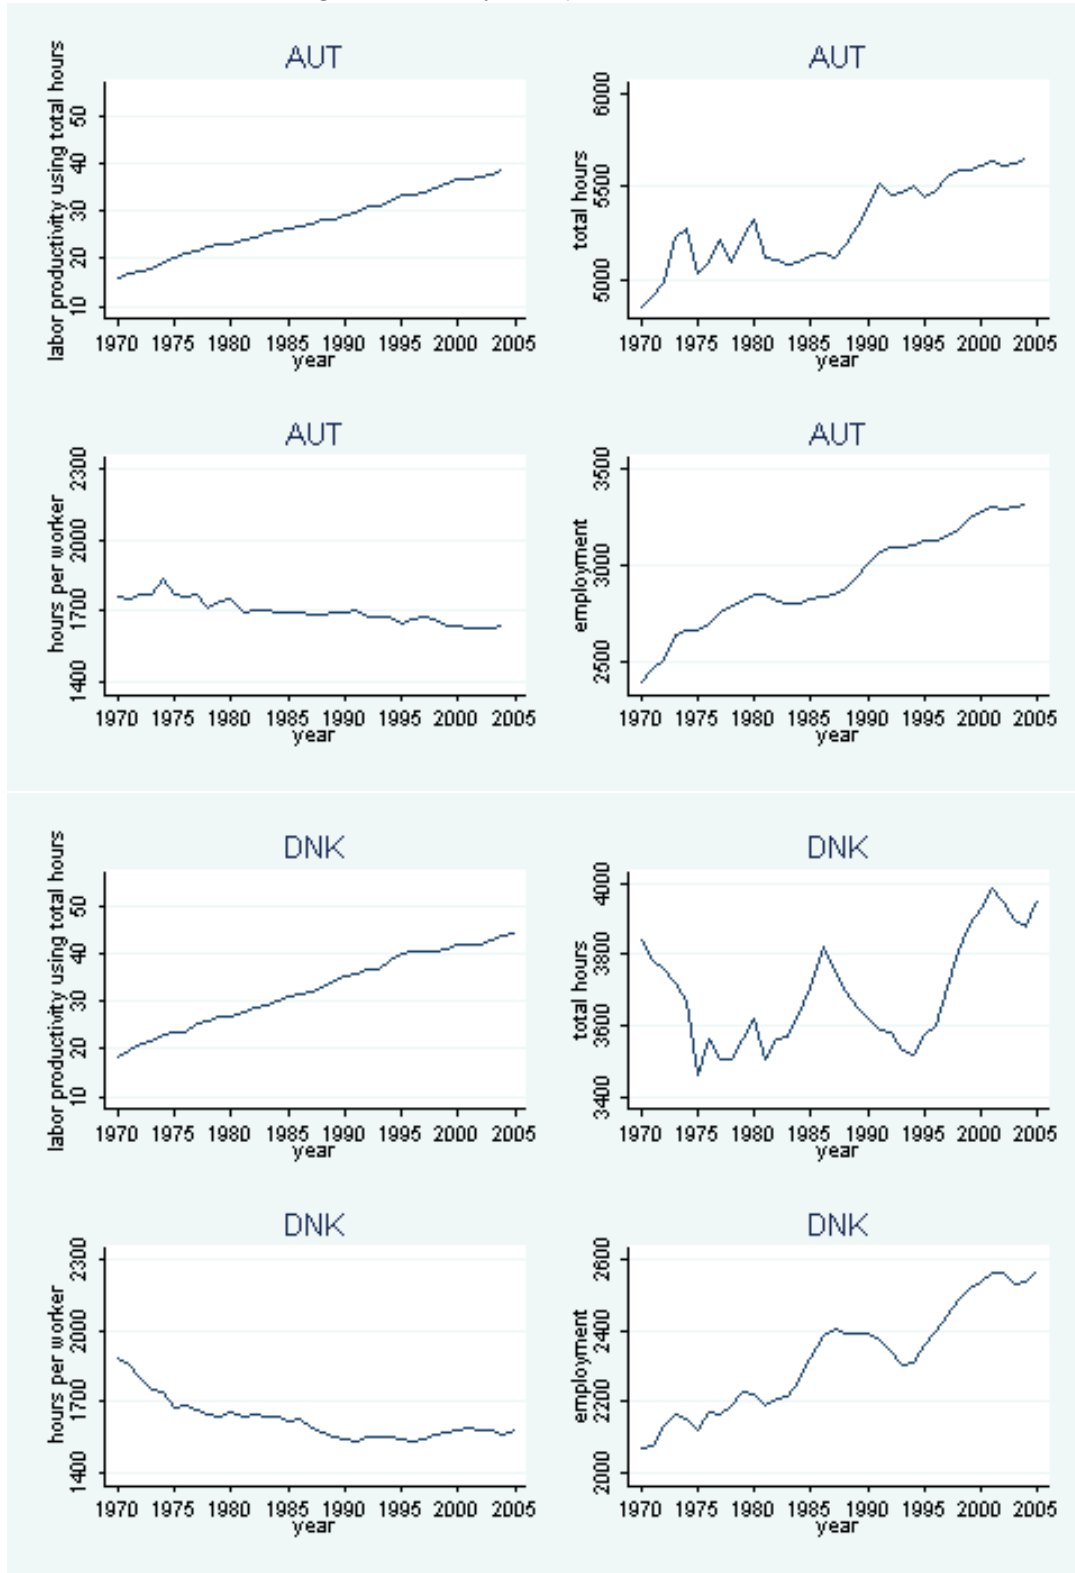 AUT
labor productivity using total hours
50
40
30
20
10
1970 1975 1980 1985 1990 1995 2000 2005
year
AUT
total hours
6000
5500
5000
1970 1975 1980 1985 1990 1995 2000 2005
year
AUT
hours per worker
2300
2000
1700
1400
1970 1975 1980 1985 1990 1995 2000 2005
year
AUT
employment
3500
3000
2500
1970 1975 1980 1985 1990 1995 2000 2005
year
DNK
labor productivity using total hours
50
40
30
20
10
1970 1975 1980 1985 1990 1995 2000 2005
year
DNK
total hours
4000
3800
3600
3400
1970 1975 1980 1985 1990 1995 2000 2005
year
DNK
hours per worker
2300
2000
1700
1400
1970 1975 1980 1985 1990 1995 2000 2005
year
DNK
employment
2600
2400
2200
2000
1970 1975 1980 1985 1990 1995 2000 2005
year